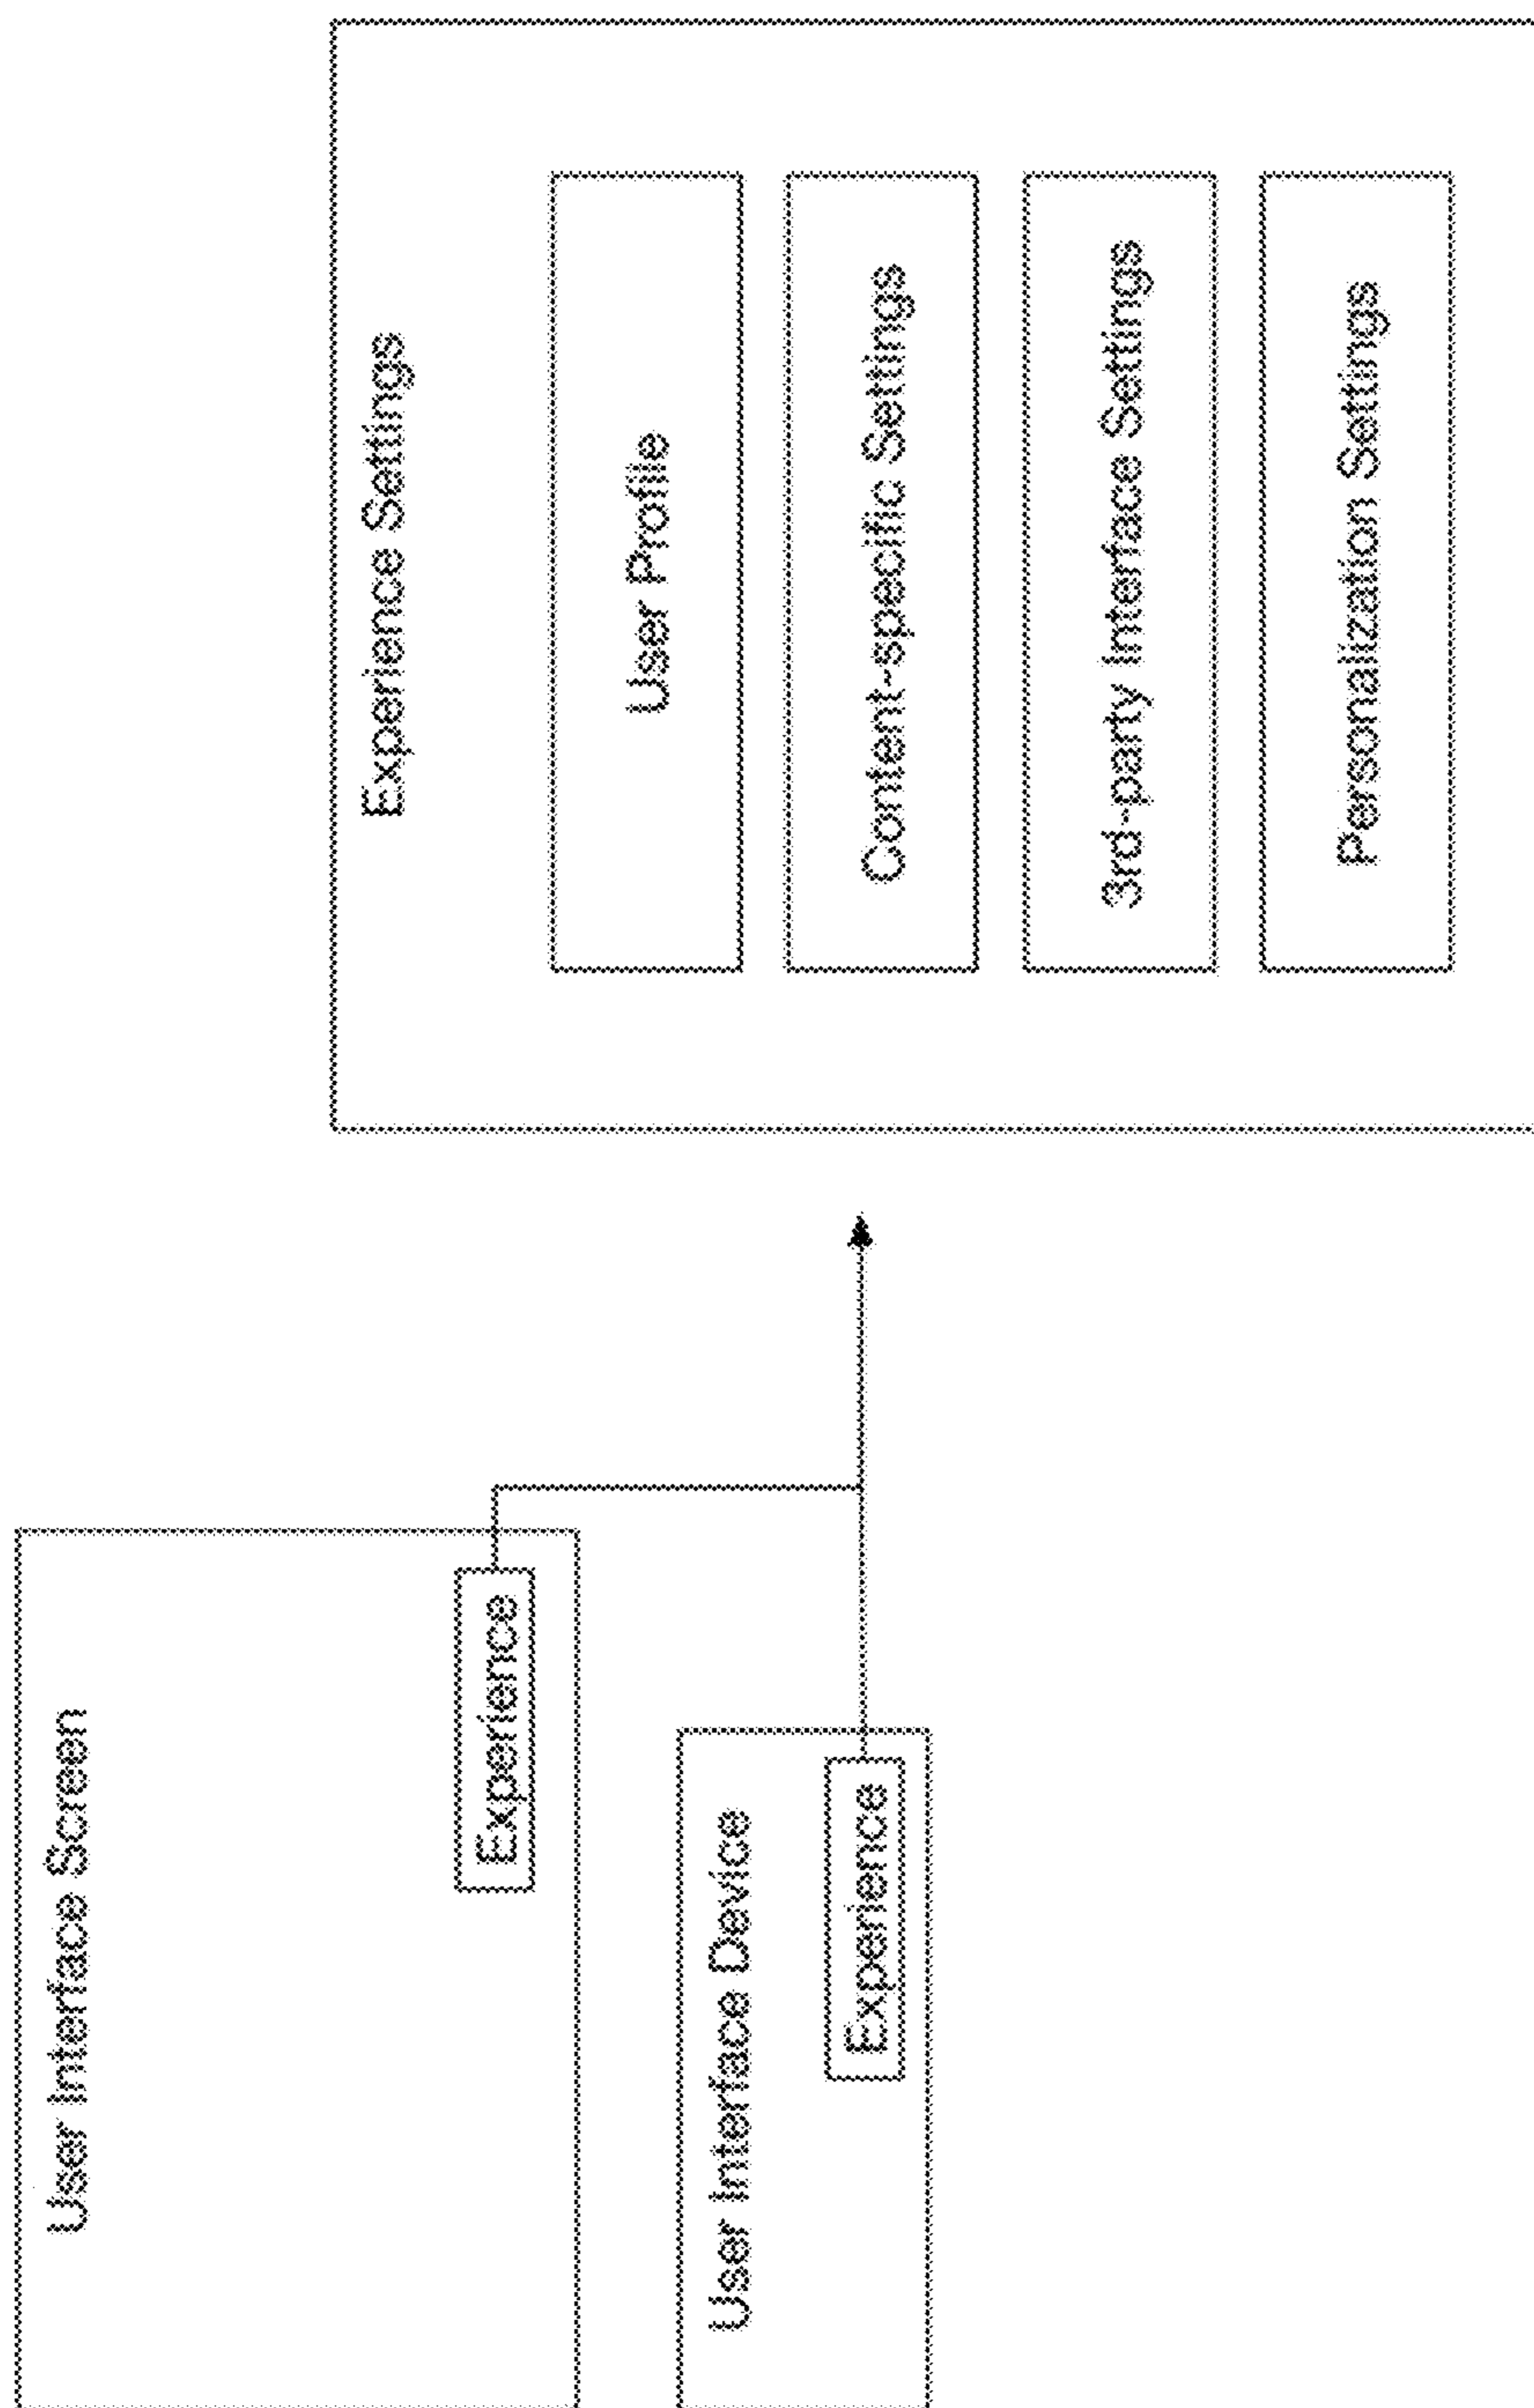 User Interface Screen
Experience
User Interface Device
Experience
Experience Settings
User Profile
Content-specific Settings
3rd-party Interface Settings
Personalization Settings